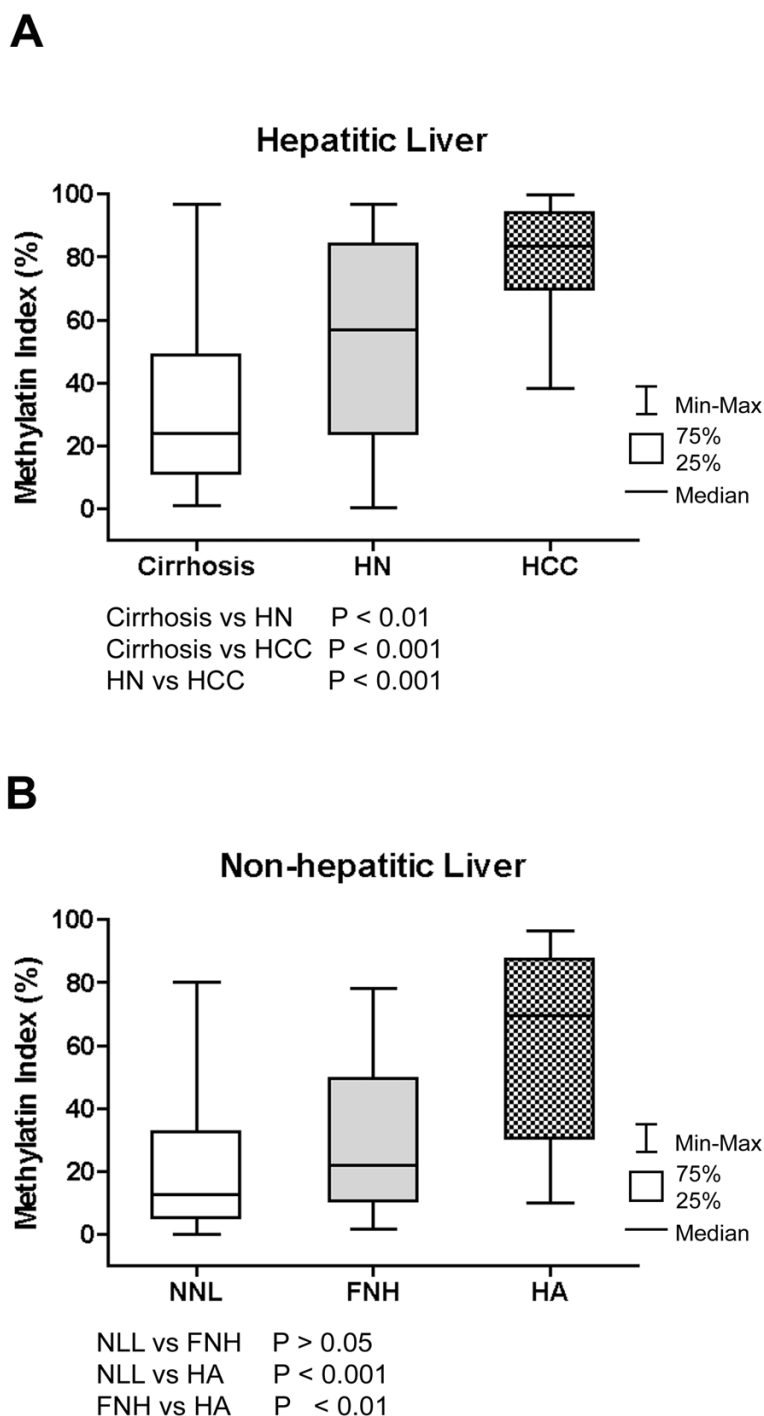 A
Hepatitic Liver
Methylatin Index (%)
100
80
60
40
20
0
Cirrhosis HN HCC
Min-Max
75%
25%
Median
Cirrhosis vs HN P < 0.01
Cirrhosis vs HCC P < 0.001
HN vs HCC P < 0.001
B
Non-hepatitic Liver
Methylatin Index (%)
100
80
60
40
20
0
NNL FNH HA
Min-Max
75%
25%
Median
NLL vs FNH P > 0.05
NLL vs HA P < 0.001
FNH vs HA P < 0.01